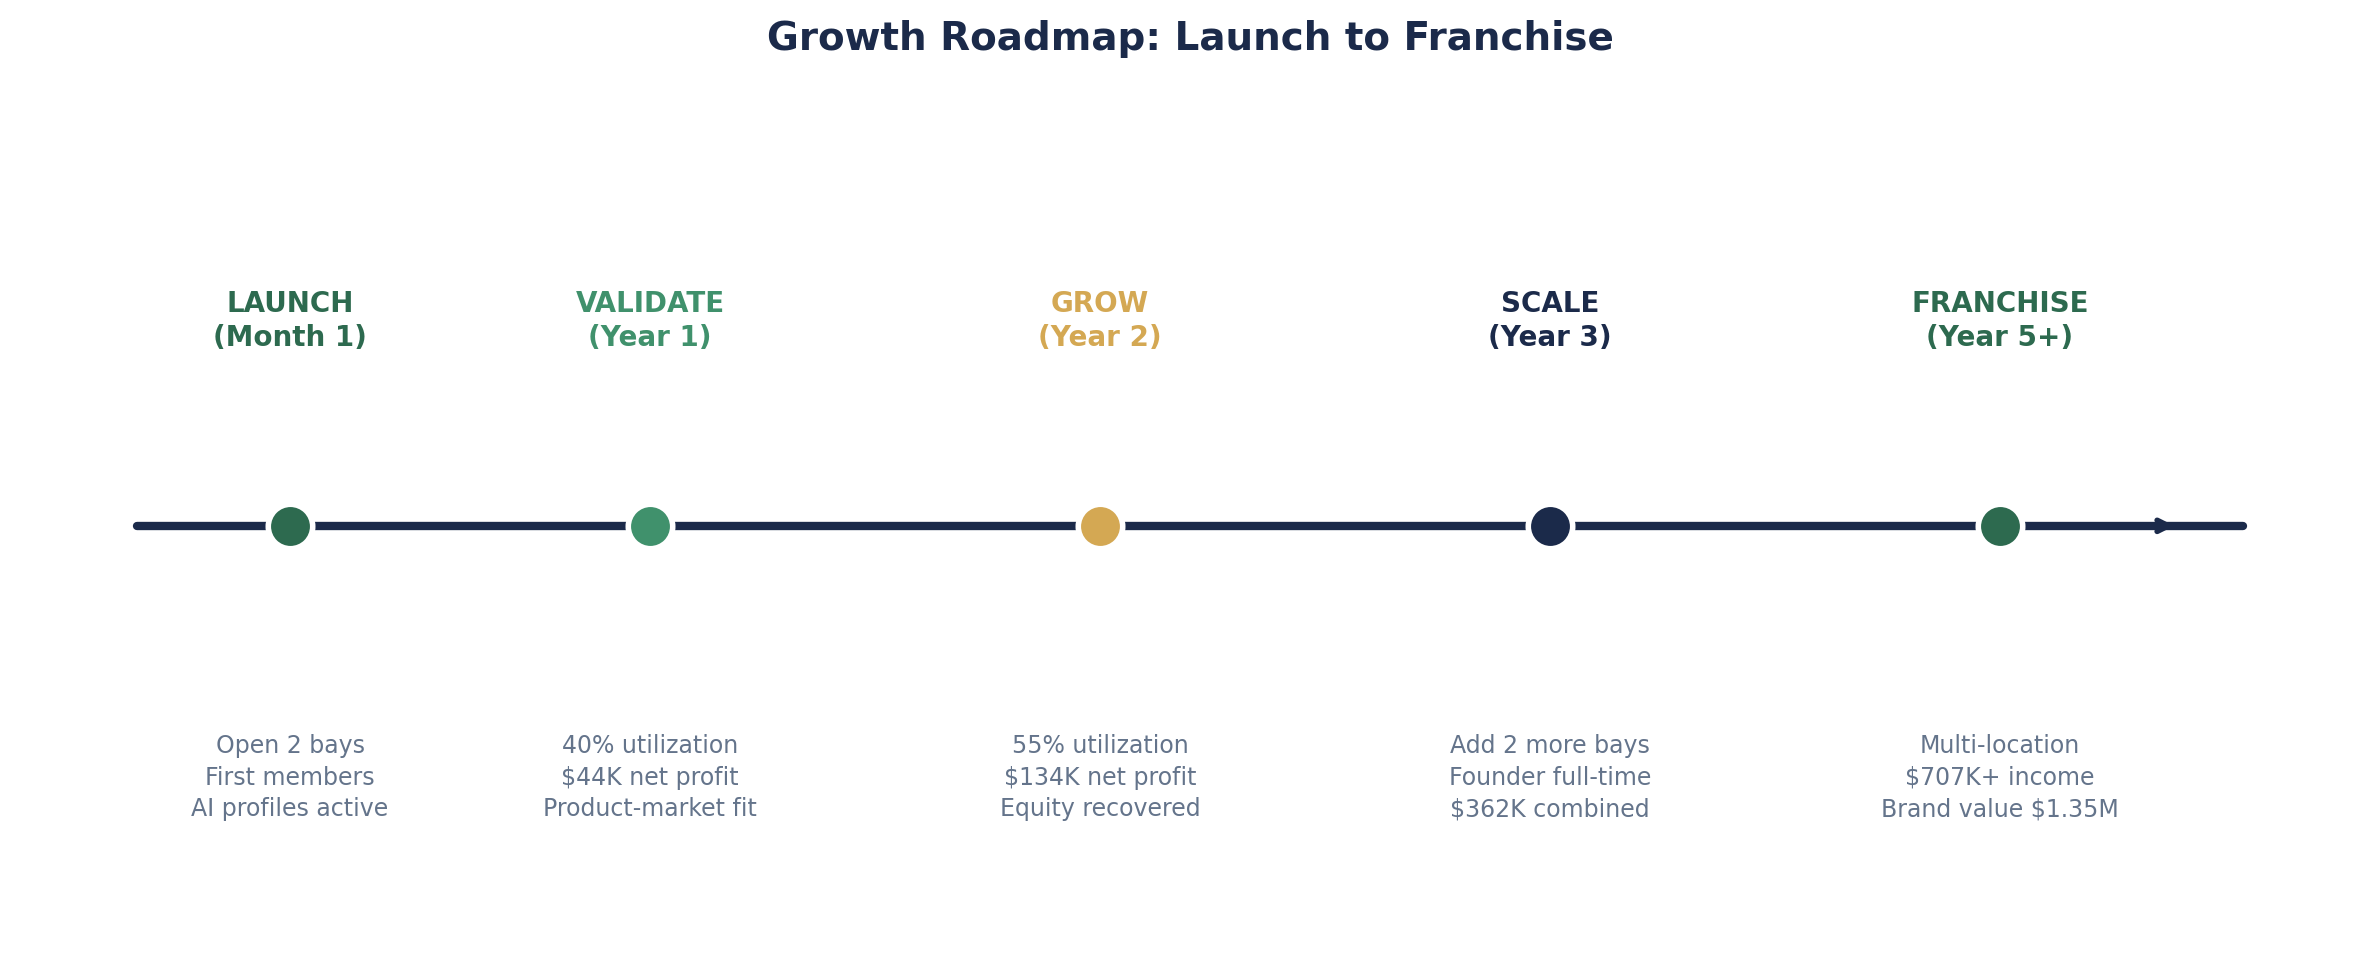 Growth Roadmap: Launch to Franchise
LAUNCH
(Month 1)
VALIDATE
(Year 1)
GROW
(Year 2)
SCALE
(Year 3)
FRANCHISE
(Year 5+)
Open 2 bays
First members
AI profiles active
40% utilization
$44K net profit
Product-market fit
55% utilization
$134K net profit
Equity recovered
Add 2 more bays
Founder full-time
$362K combined
Multi-location
$707K+ income
Brand value $1.35M